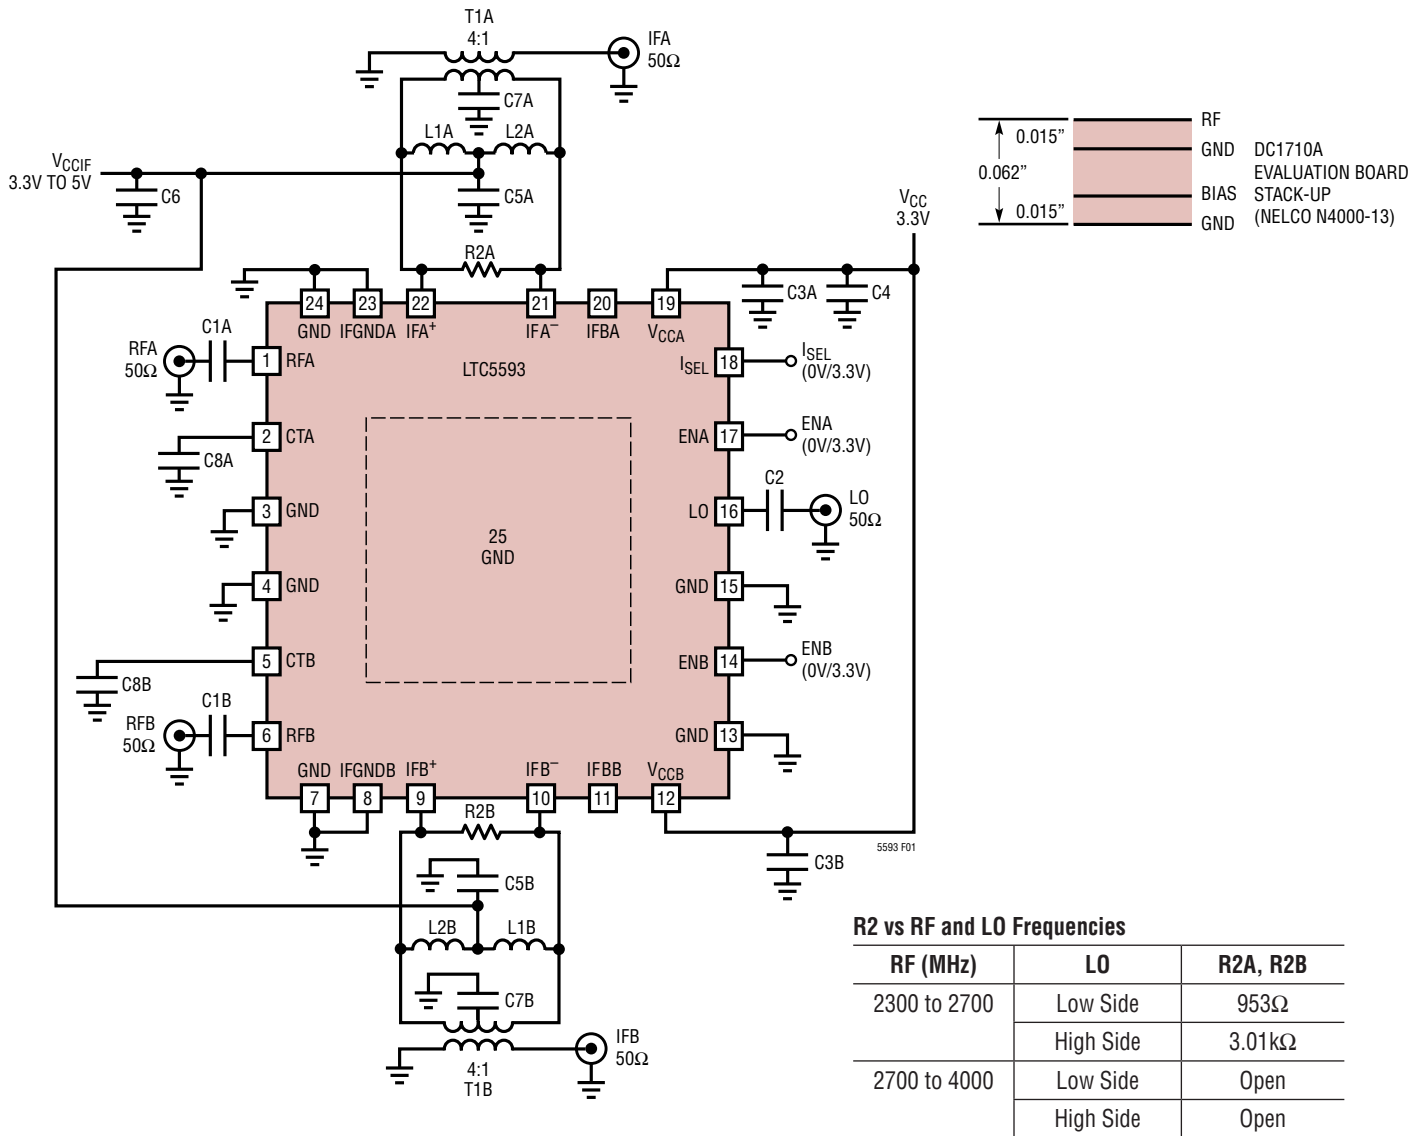 T1A
4:1
IFA
50Ω
C7A
L1A
L2A
VCCIF
3.3V TO 5V
C6
C5A
R2A
RF
0.015”
GND
DC1710A
EVALUATION BOARD
STACK-UP
(NELCO N4000-13)
0.062”
BIAS
0.015”
GND
VCC
3.3V
C3A
C4
24
23
22
21
20
19
GND
IFGNDA
IFA+
IFA−
IFBA
VCCA
C1A
RFA
50Ω
1
RFA
LTC5593
ISEL
18
ISEL
(0V/3.3V)
2
CTA
C8A
ENA
17
ENA
(0V/3.3V)
3
GND
LO
16
C2
LO
50Ω
25
GND
4
GND
GND
15
5
CTB
C8B
ENB
14
ENB
(0V/3.3V)
C1B
RFB
50Ω
6
RFB
GND
13
GND
IFGNDB
IFB+
IFB−
IFBB
VCCB
7
8
9
10
11
12
R2B
C3B
5593 F01
C5B
L2B
L1B
C7B
IFB
50Ω
4:1
T1B
R2 vs RF and LO Frequencies
RF (MHz) LO R2A, R2B
2300 to 2700 Low Side 953Ω
High Side 3.01kΩ
2700 to 4000 Low Side Open
High Side Open